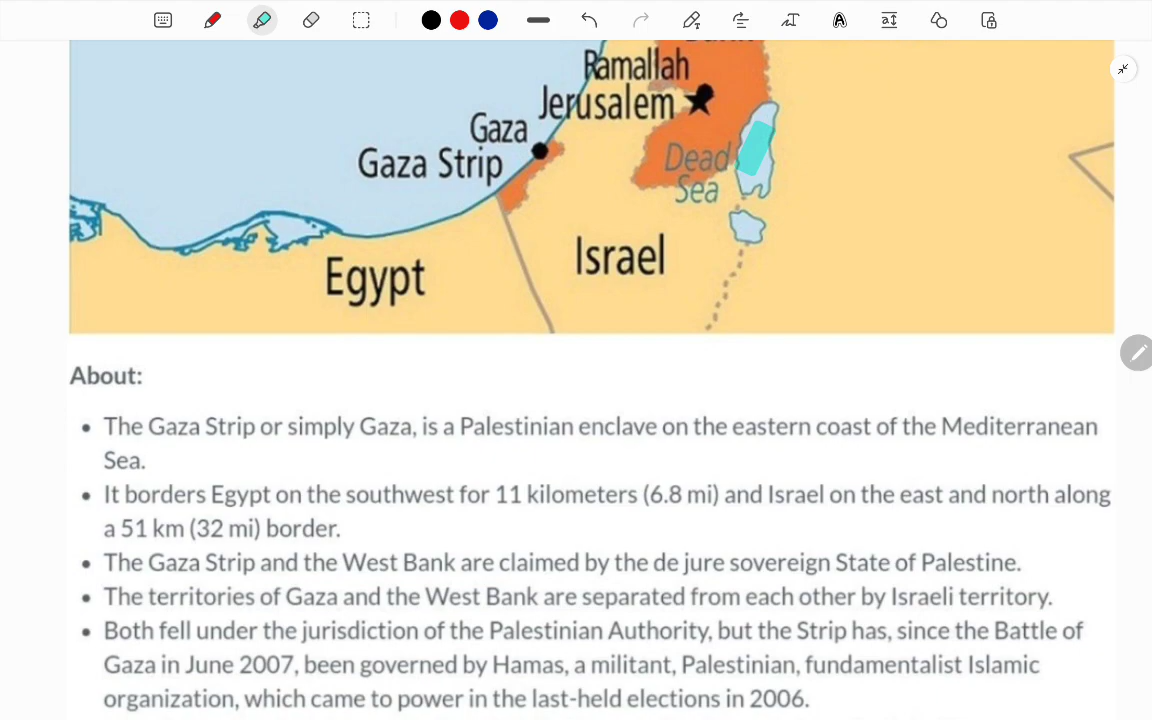 Ramallah
Jerusalem
Gaza
Gaza Strip
Dead
Sea
Israel
Egypt
About:
• The Gaza Strip or simply Gaza, is a Palestinian enclave on the eastern coast of the Mediterranean
Sea.
• It borders Egypt on the southwest for 11 kilometers (6.8 mi) and Israel on the east and north along
a 51 km (32 mi) border.
• The Gaza Strip and the West Bank are claimed by the de jure sovereign State of Palestine.
• The territories of Gaza and the West Bank are separated from each other by Israeli territory.
• Both fell under the jurisdiction of the Palestinian Authority, but the Strip has, since the Battle of
Gaza in June 2007, been governed by Hamas, a militant, Palestinian, fundamentalist Islamic
organization, which came to power in the last-held elections in 2006.